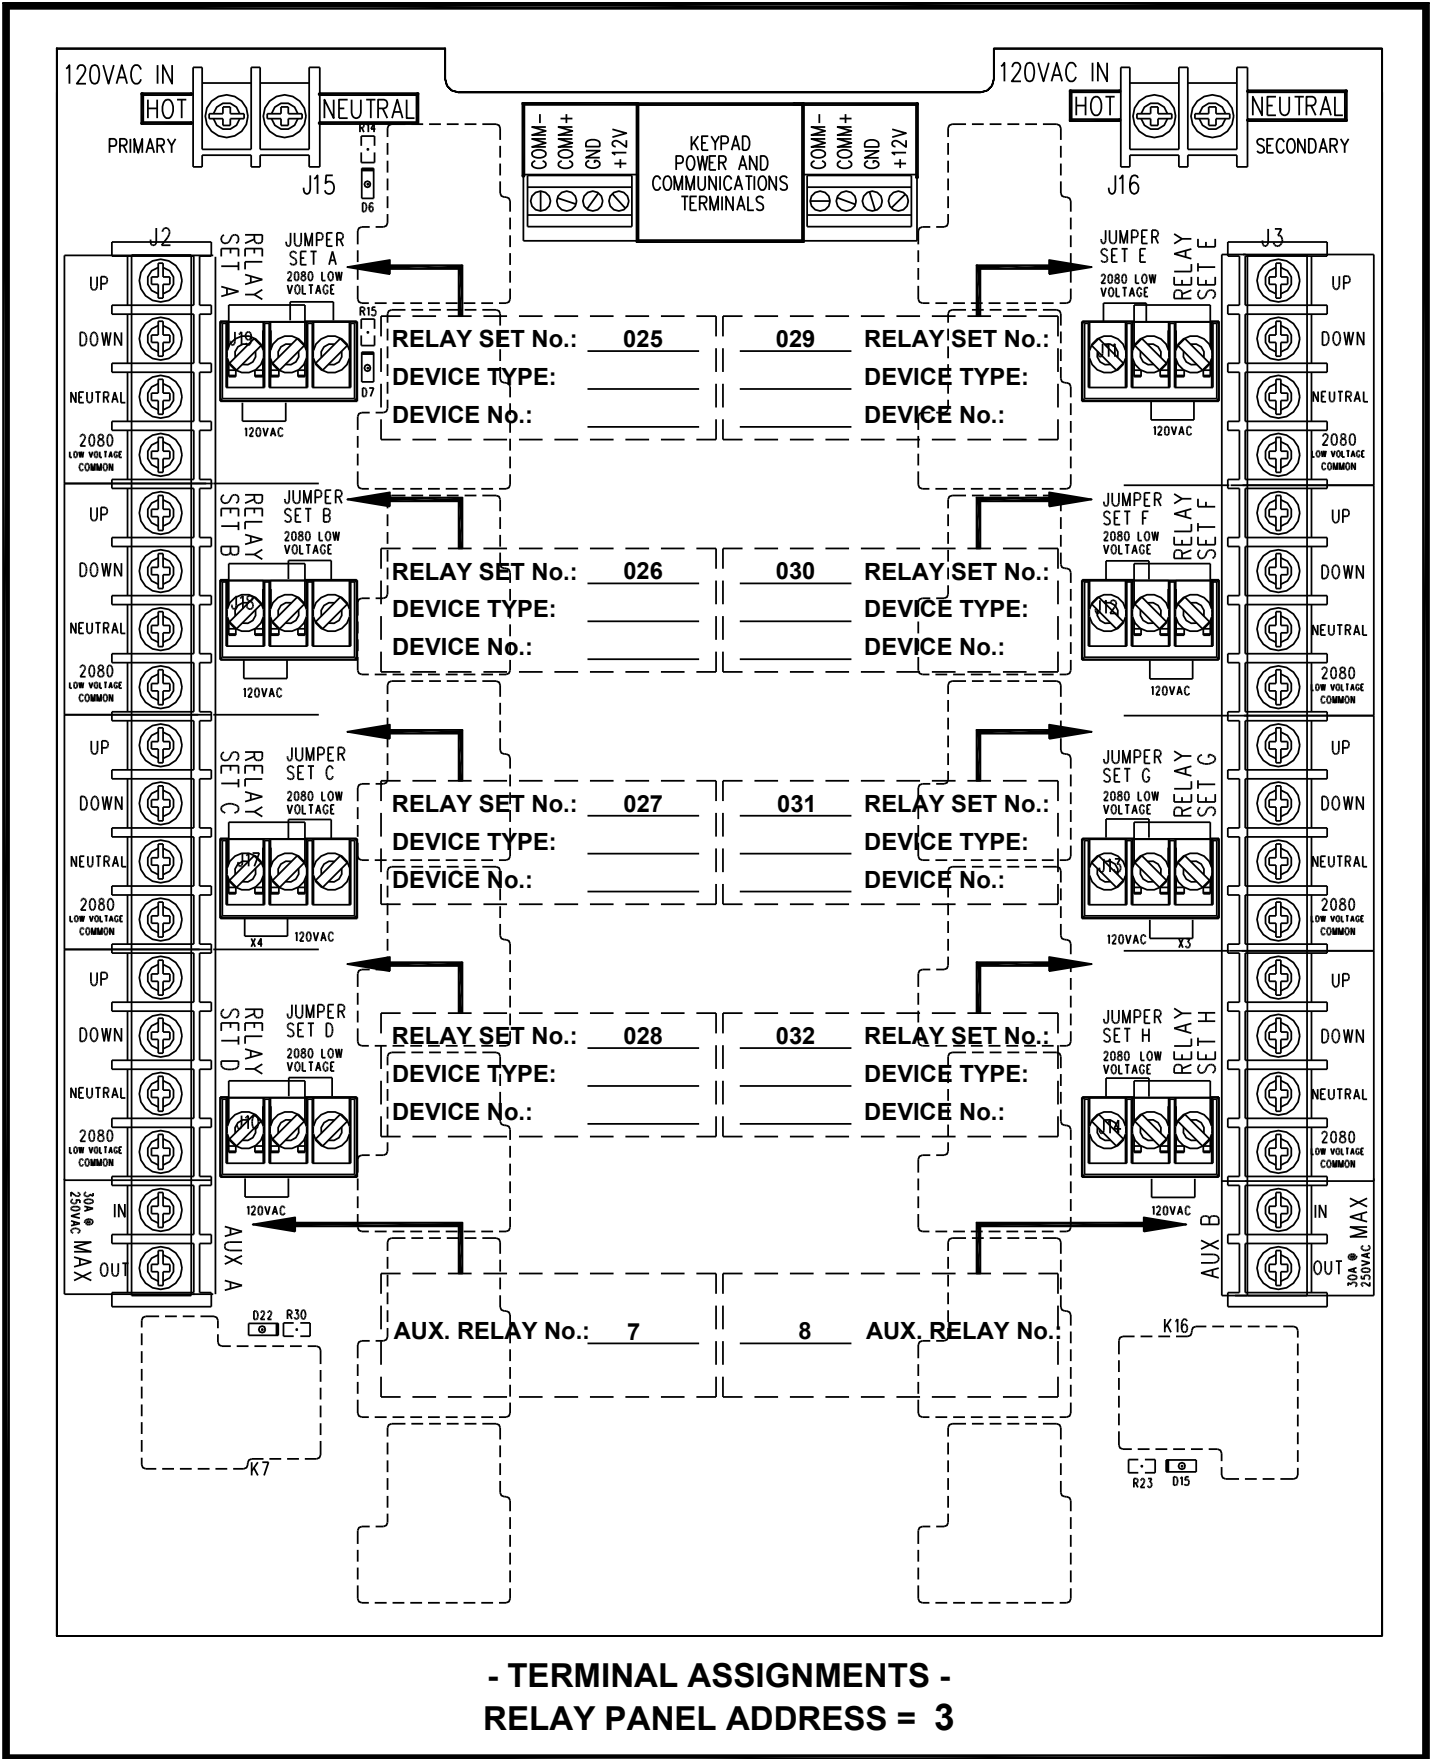 120VAC IN
HOT
NEUTRAL
PRIMARY
J15
R14
D6
COMM-
COMM+
GND
+12V
KEYPAD
POWER AND
COMMUNICATIONS
TERMINALS
COMM-
COMM+
GND
+12V
120VAC IN
HOT
NEUTRAL
SECONDARY
J16
J2
UP
DOWN
NEUTRAL
2080
LOW VOLTAGE
COMMON
RELAY
SET A
JUMPER
SET A
2080 LOW
VOLTAGE
J19
120VAC
R15
D7
RELAY SET No.: 025
DEVICE TYPE:
DEVICE No.:
029 RELAY SET No.:
DEVICE TYPE:
DEVICE No.:
JUMPER
SET E
2080 LOW
VOLTAGE
RELAY
SET E
J11
120VAC
J3
UP
DOWN
NEUTRAL
2080
LOW VOLTAGE
COMMON
UP
DOWN
NEUTRAL
2080
LOW VOLTAGE
COMMON
RELAY
SET B
JUMPER
SET B
2080 LOW
VOLTAGE
J18
120VAC
RELAY SET No.: 026
DEVICE TYPE:
DEVICE No.:
030 RELAY SET No.:
DEVICE TYPE:
DEVICE No.:
JUMPER
SET F
2080 LOW
VOLTAGE
RELAY
SET F
J12
120VAC
UP
DOWN
NEUTRAL
2080
LOW VOLTAGE
COMMON
UP
DOWN
NEUTRAL
2080
LOW VOLTAGE
COMMON
RELAY
SET C
JUMPER
SET C
2080 LOW
VOLTAGE
J17
X4
120VAC
RELAY SET No.: 027
DEVICE TYPE:
DEVICE No.:
031 RELAY SET No.:
DEVICE TYPE:
DEVICE No.:
JUMPER
SET G
2080 LOW
VOLTAGE
RELAY
SET G
J13
120VAC
X3
UP
DOWN
NEUTRAL
2080
LOW VOLTAGE
COMMON
UP
DOWN
NEUTRAL
2080
LOW VOLTAGE
COMMON
RELAY
SET D
JUMPER
SET D
2080 LOW
VOLTAGE
J10
120VAC
RELAY SET No.: 028
DEVICE TYPE:
DEVICE No.:
032 RELAY SET No.:
DEVICE TYPE:
DEVICE No.:
JUMPER
SET H
2080 LOW
VOLTAGE
RELAY
SET H
J14
120VAC
UP
DOWN
NEUTRAL
2080
LOW VOLTAGE
COMMON
30A @
250VAC MAX
IN
OUT
AUX A
AUX B
IN
OUT
30A @
250VAC MAX
D22
R30
K7
AUX. RELAY No.: 7
8 AUX. RELAY No.:
K16
R23
D15
- TERMINAL ASSIGNMENTS -
RELAY PANEL ADDRESS = 3